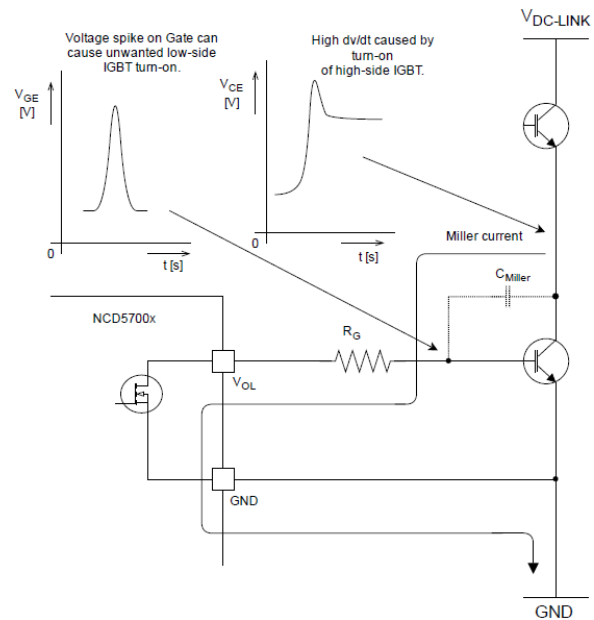 Voltage spike on Gate can
cause unwanted low-side
IGBT turn-on.
High dv/dt caused by
turn-on
of high-side IGBT.
VDC-LINK
VGE
[V]
VCE
[V]
0
t [s]
0
t [s]
Miller current
CMiller
NCD5700x
RG
VOL
GND
GND